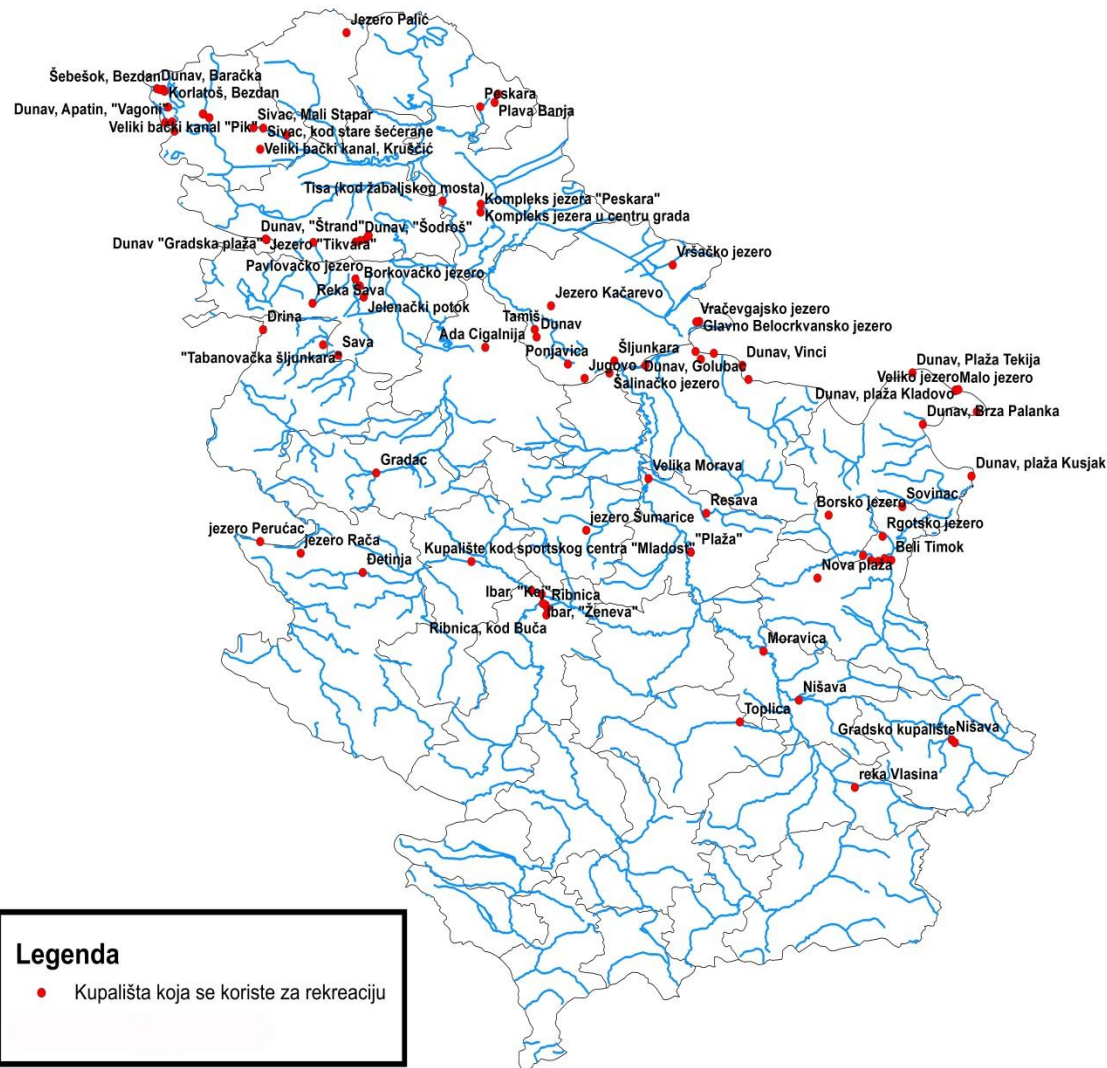 Jezero Palić
Šebešok, Bezdan
Dunav, Baračka
Korlatoš, Bezdan
Peskara
Plava Banja
Dunav, Apatin, "Vagoni"
Sivac, Mali Stapar
Veliki bački kanal "Pik"
Sivac, kod stare šećerane
Veliki bački kanal, Kruščić
Tisa (kod žabaljskog mosta)
Kompleks jezera "Peskara"
Kompleks jezera u centru grada
Dunav, "Štrand"
Dunav, "Šodroš"
Dunav "Gradska plaža"
Jezero "Tikvara"
Vršačko jezero
Pavlovačko jezero
Borkovačko jezero
Reka Sava
Jelenački potok
Jezero Kačarevo
Drina
Tamiš
Dunav
Vračevgajsko jezero
Glavno Belocrkvansko jezero
Ada Cigalnija
Sava
"Tabanovačka šljunkara"
Ponjavica
Šljunkara
Dunav, Vinci
Jugovo
Dunav, Golubac
Šalinačko jezero
Dunav, Plaža Tekija
Veliko jezero
Malo jezero
Dunav, plaža Kladovo
Dunav, Brza Palanka
Gradac
Velika Morava
Dunav, plaža Kusjak
Resava
Borsko jezero
Sovinac
jezero Perućac
jezero Rača
jezero Šumarice
Rgotsko jezero
Kupalište kod sportskog centra "Mladost"
"Plaža"
Beli Timok
Đetinja
Nova plaža
Ibar, "Kej"
Ribnica
Ibar, "Ženeva"
Ribnica, kod Buča
Moravica
Nišava
Toplica
Gradsko kupalište
Nišava
reka Vlasina
Legenda
Kupališta koja se koriste za rekreaciju